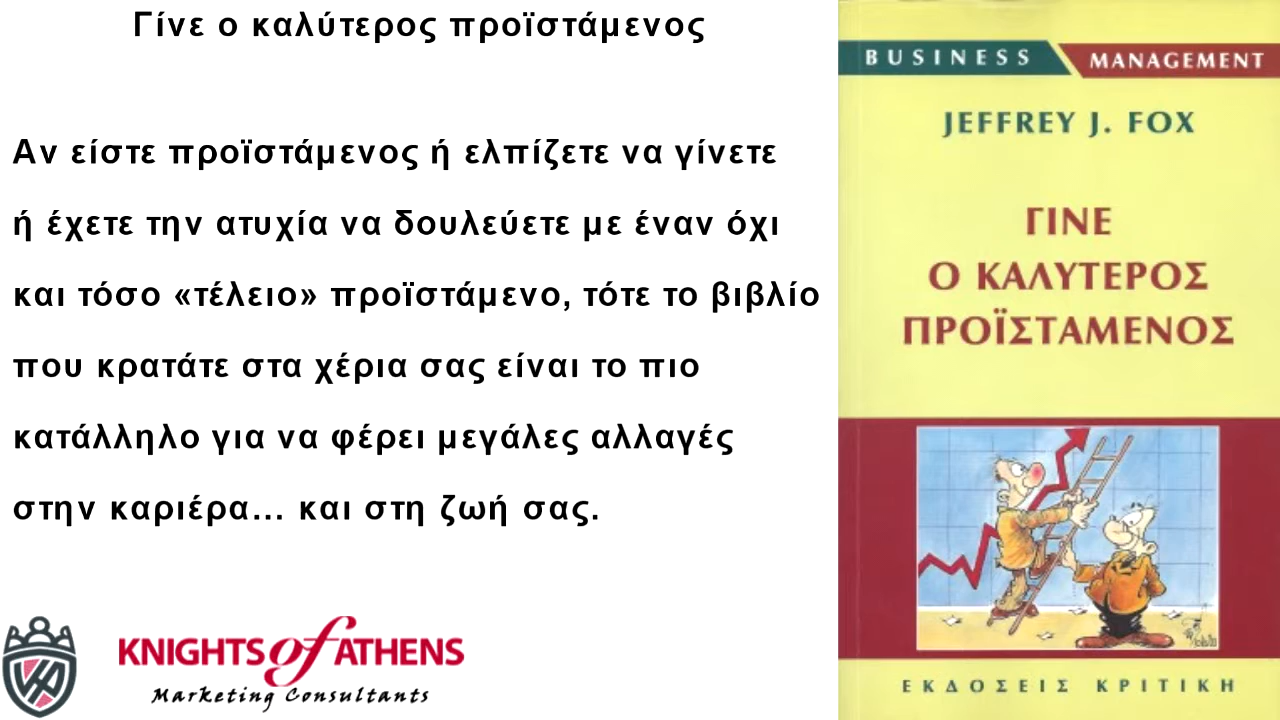 Γίνε ο καλύτερος προϊστάμενος
Αν είστε προϊστάμενος ή ελπίζετε να γίνετε
ή έχετε την ατυχία να δουλεύετε με έναν όχι
και τόσο «τέλειο» προϊστάμενο, τότε το βιβλίο
που κρατάτε στα χέρια σας είναι το πιο
κατάλληλο για να φέρει μεγάλες αλλαγές
στην καριέρα... και στη ζωή σας.
KNIGHTS of ATHENS
Marketing Consultants
BUSINESS MANAGEMENT
JEFFREY J. FOX
ΓΙΝΕ
Ο ΚΑΛΥΤΕΡΟΣ
ΠΡΟΪΣΤΑΜΕΝΟΣ
ΕΚΔΟΣΕΙΣ ΚΡΙΤΙΚΗ